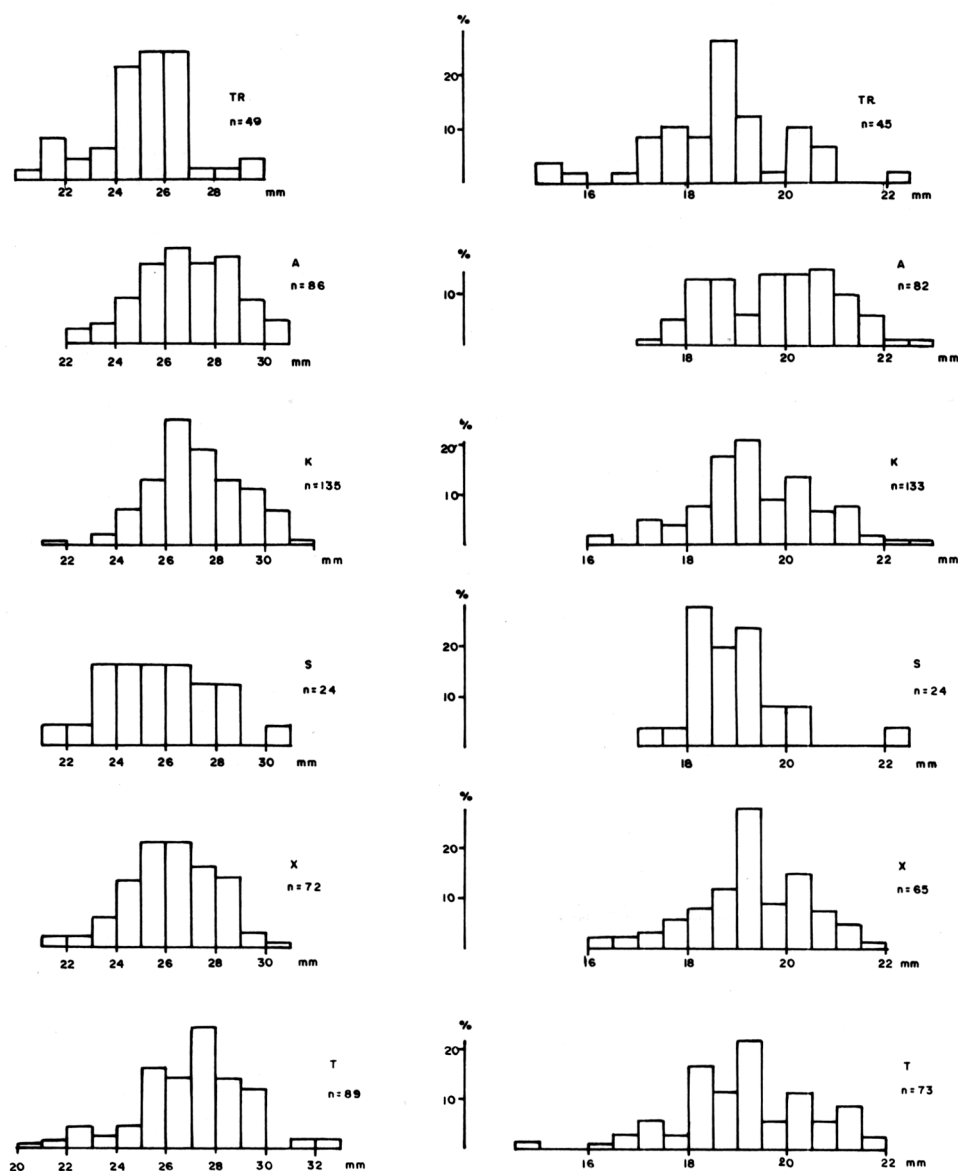 %
20
10
TR
n=49
22 24 26 28
mm
TR
n=45
16 18 20 22 mm
%
10
A
n=86
22 24 26 28 30 mm
A
n=82
18 20 22 mm
%
20
10
K
n=135
22 24 26 28 30 mm
K
n=133
16 18 20 22 mm
%
20
10
S
n=24
22 24 26 28 30 mm
S
n=24
18 20 22 mm
%
20
10
X
n=72
22 24 26 28 30 mm
X
n=65
16 18 20 22 mm
%
20
10
T
n=89
20 22 24 26 28 30 32 mm
T
n=73
16 18 20 22 mm